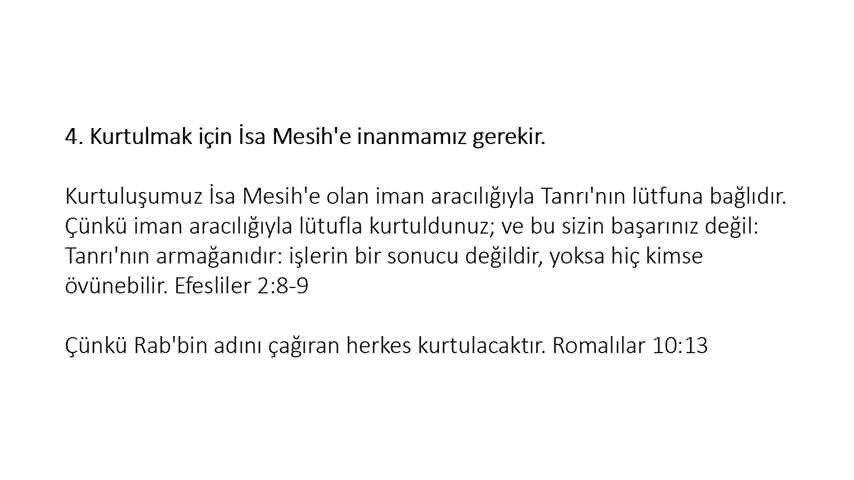 4. Kurtulmak için İsa Mesih'e inanmamız gerekir.
Kurtuluşumuz İsa Mesih'e olan iman aracılığıyla Tanrı'nın lütfuna bağlıdır.
Çünkü iman aracılığıyla lütufla kurtuldunuz; ve bu sizin başarınız değil:
Tanrı'nın armağanıdır: işlerin bir sonucu değildir, yoksa hiç kimse
övünebilir. Efesliler 2:8-9
Çünkü Rab'bin adını çağıran herkes kurtulacaktır. Romalılar 10:13